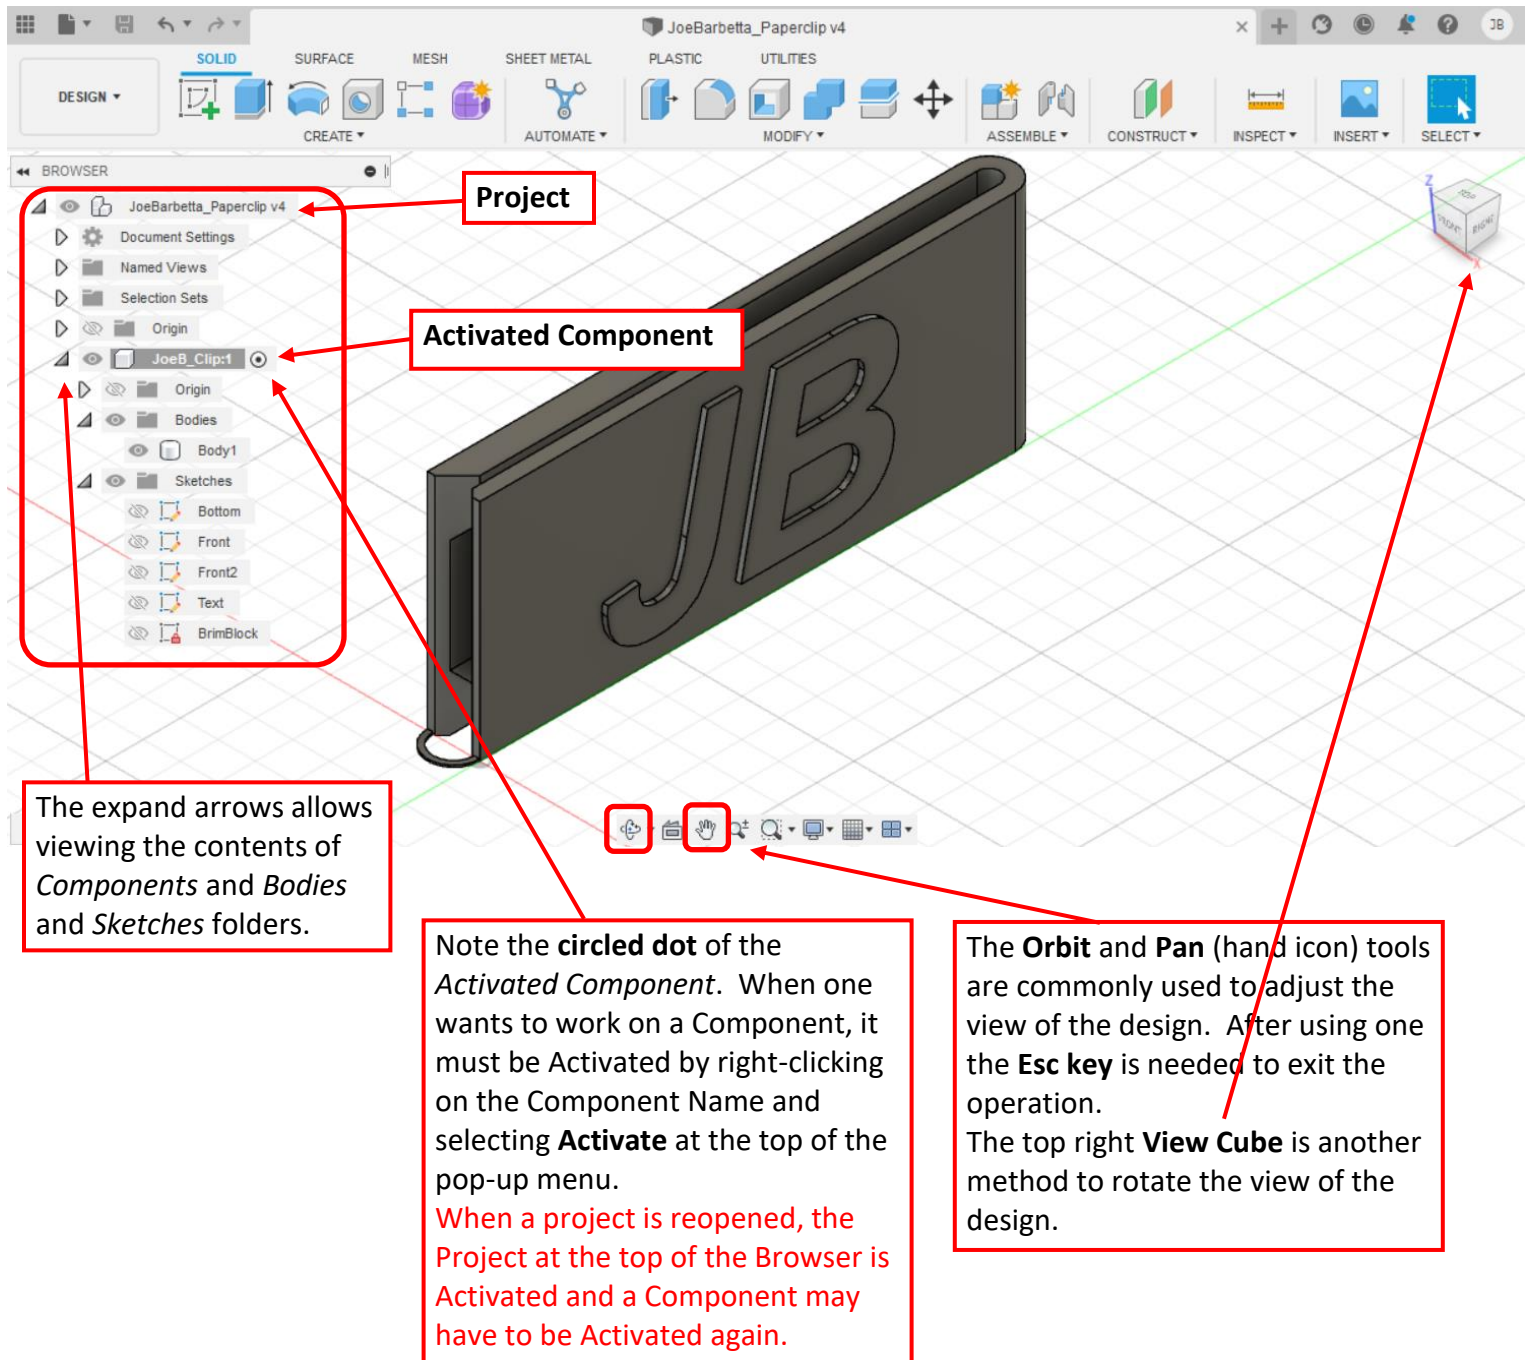 JoeBarbetta_Paperclip v4
JB
SOLID SURFACE MESH SHEET METAL PLASTIC UTILITIES
DESIGN
CREATE AUTOMATE MODIFY ASSEMBLE CONSTRUCT INSPECT INSERT SELECT
BROWSER
JoeBarbetta_Paperclip v4
Document Settings
Named Views
Selection Sets
Origin
JoeB_Clip:1
Origin
Bodies
Body1
Sketches
Bottom
Front
Front2
Text
BrimBlock
Project
Activated Component
Z
TOP
FRONT
RIGHT
X
JB
The expand arrows allows
viewing the contents of
Components and Bodies
and Sketches folders.
Note the circled dot of the
Activated Component. When one
wants to work on a Component, it
must be Activated by right-clicking
on the Component Name and
selecting Activate at the top of the
pop-up menu.
When a project is reopened, the
Project at the top of the Browser is
Activated and a Component may
have to be Activated again.
The Orbit and Pan (hand icon) tools
are commonly used to adjust the
view of the design. After using one
the Esc key is needed to exit the
operation.
The top right View Cube is another
method to rotate the view of the
design.